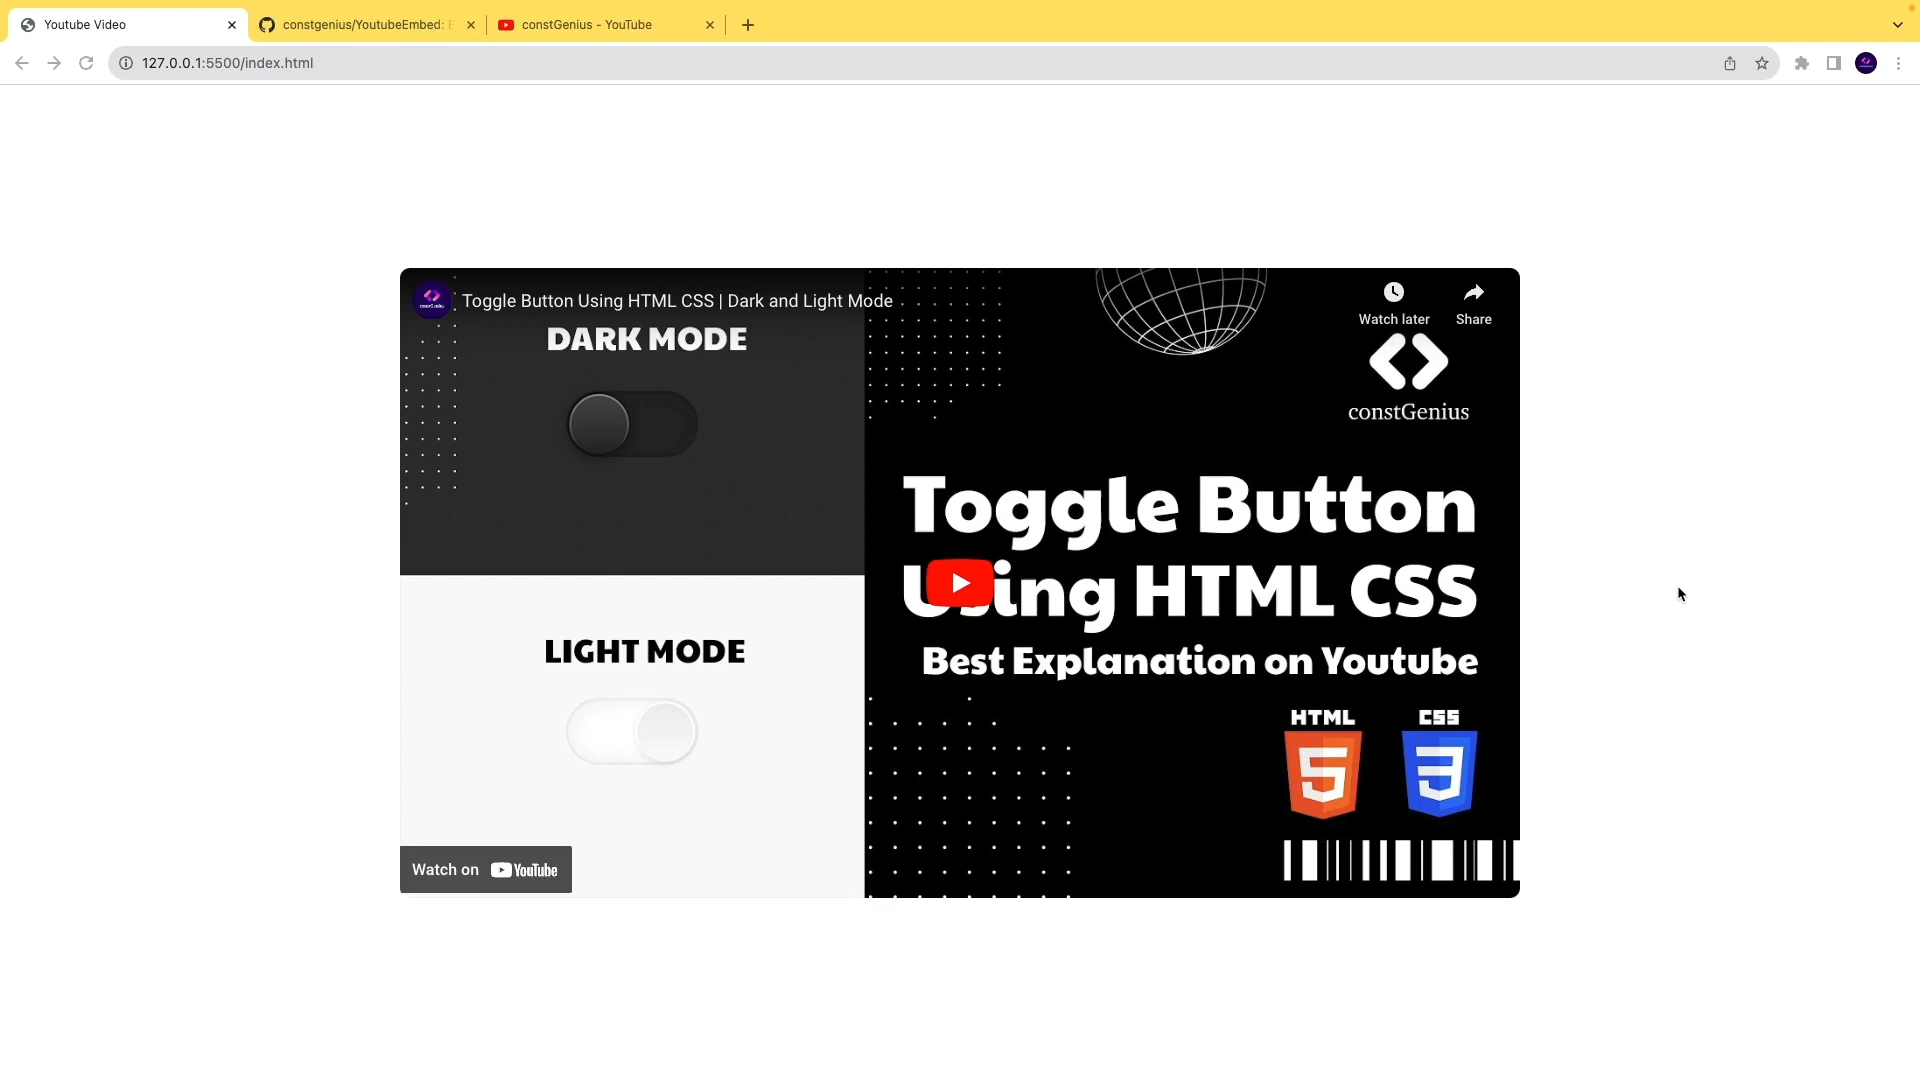 Youtube Video
constgenius/YoutubeEmbed:
constGenius - YouTube
127.0.0.1:5500/index.html
Toggle Button Using HTML CSS | Dark and Light Mode
Watch later
Share
DARK MODE
constGenius
Toggle Button
Using HTML CSS
Best Explanation on Youtube
LIGHT MODE
HTML
CSS
5
3
Watch on YouTube